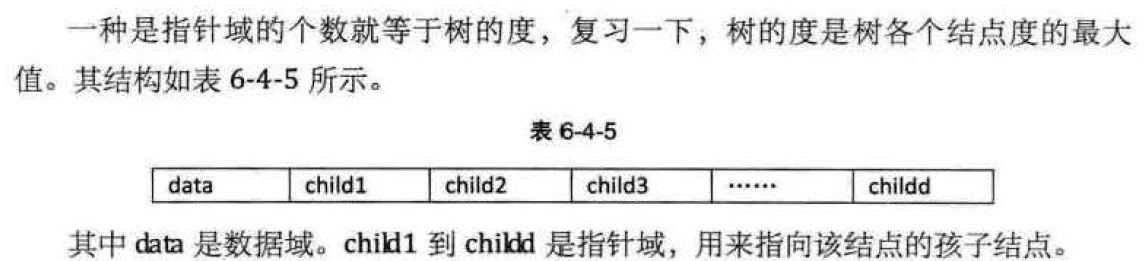 一种是指针域的个数就等于树的度，复习一下，树的度是树各个结点度的最大
值。其结构如表 6-4-5 所示。
表 6-4-5
data child1 child2 child3 …… childd
其中 data 是数据域。child1 到 childd 是指针域，用来指向该结点的孩子结点。